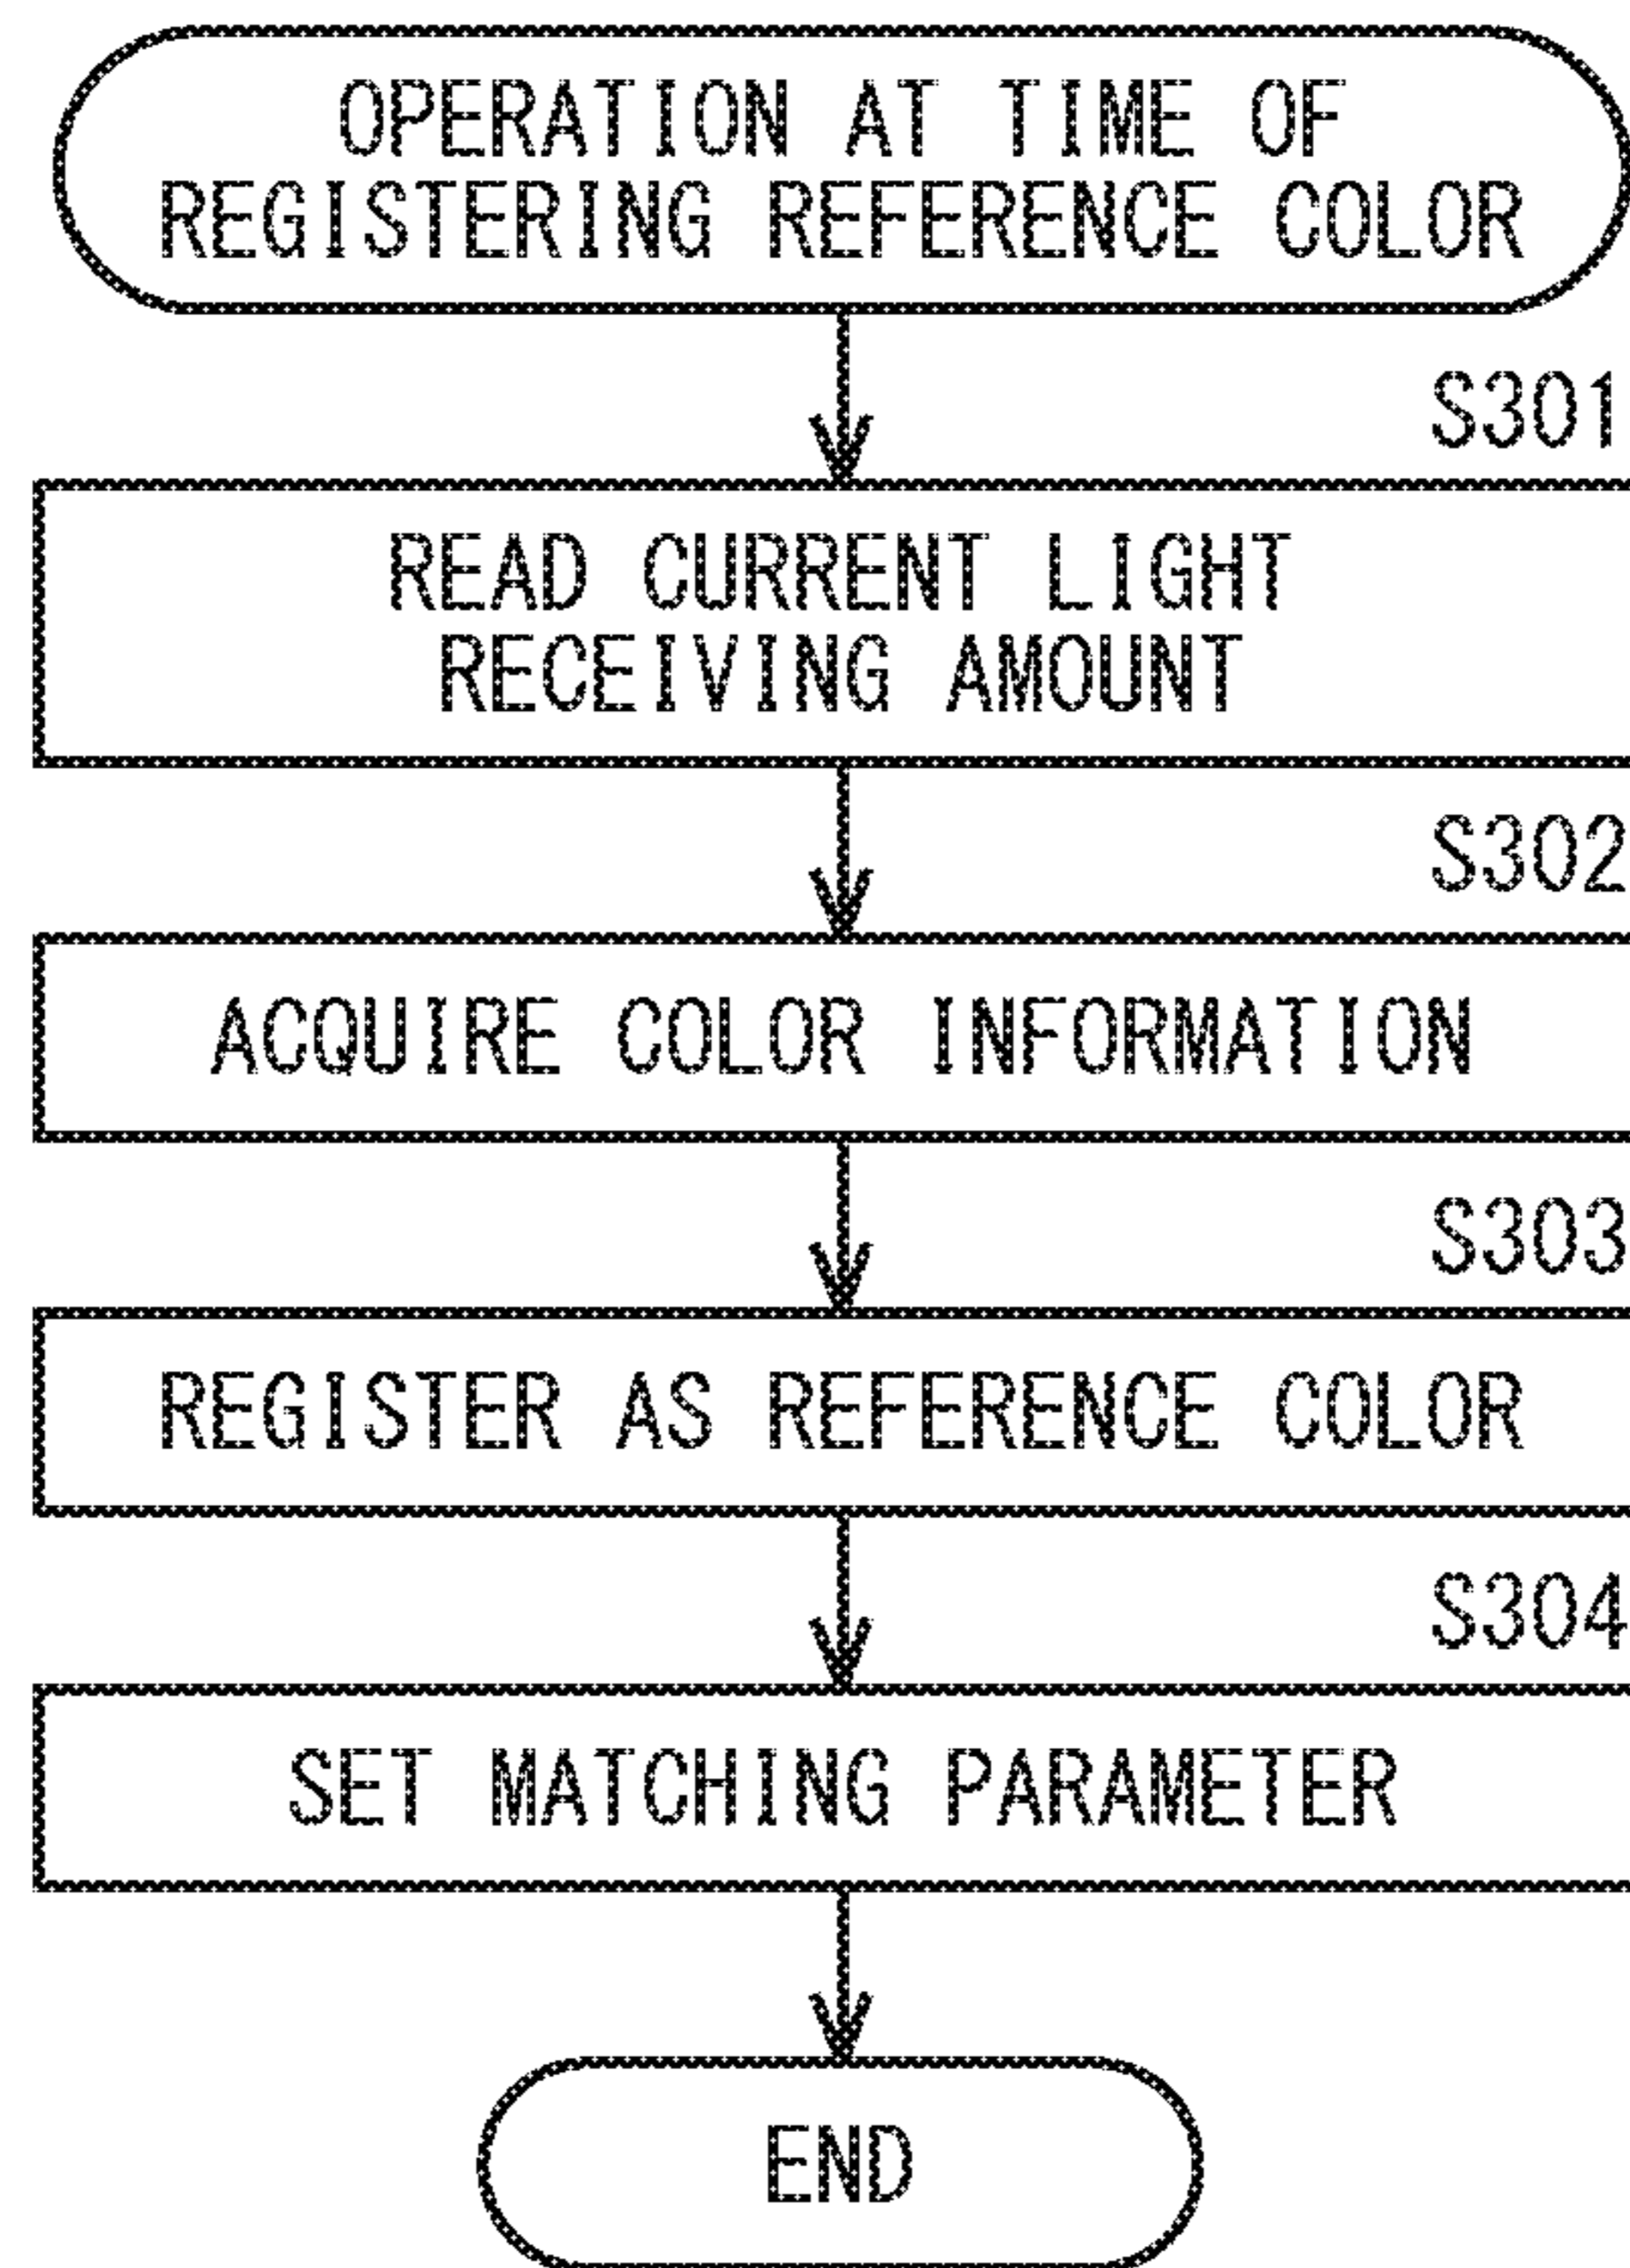 OPERATION AT TIME OF
REGISTERING REFERENCE COLOR
S301
READ CURRENT LIGHT
RECEIVING AMOUNT
S302
ACQUIRE COLOR INFORMATION
S303
REGISTER AS REFERENCE COLOR
S304
SET MATCHING PARAMETER
END